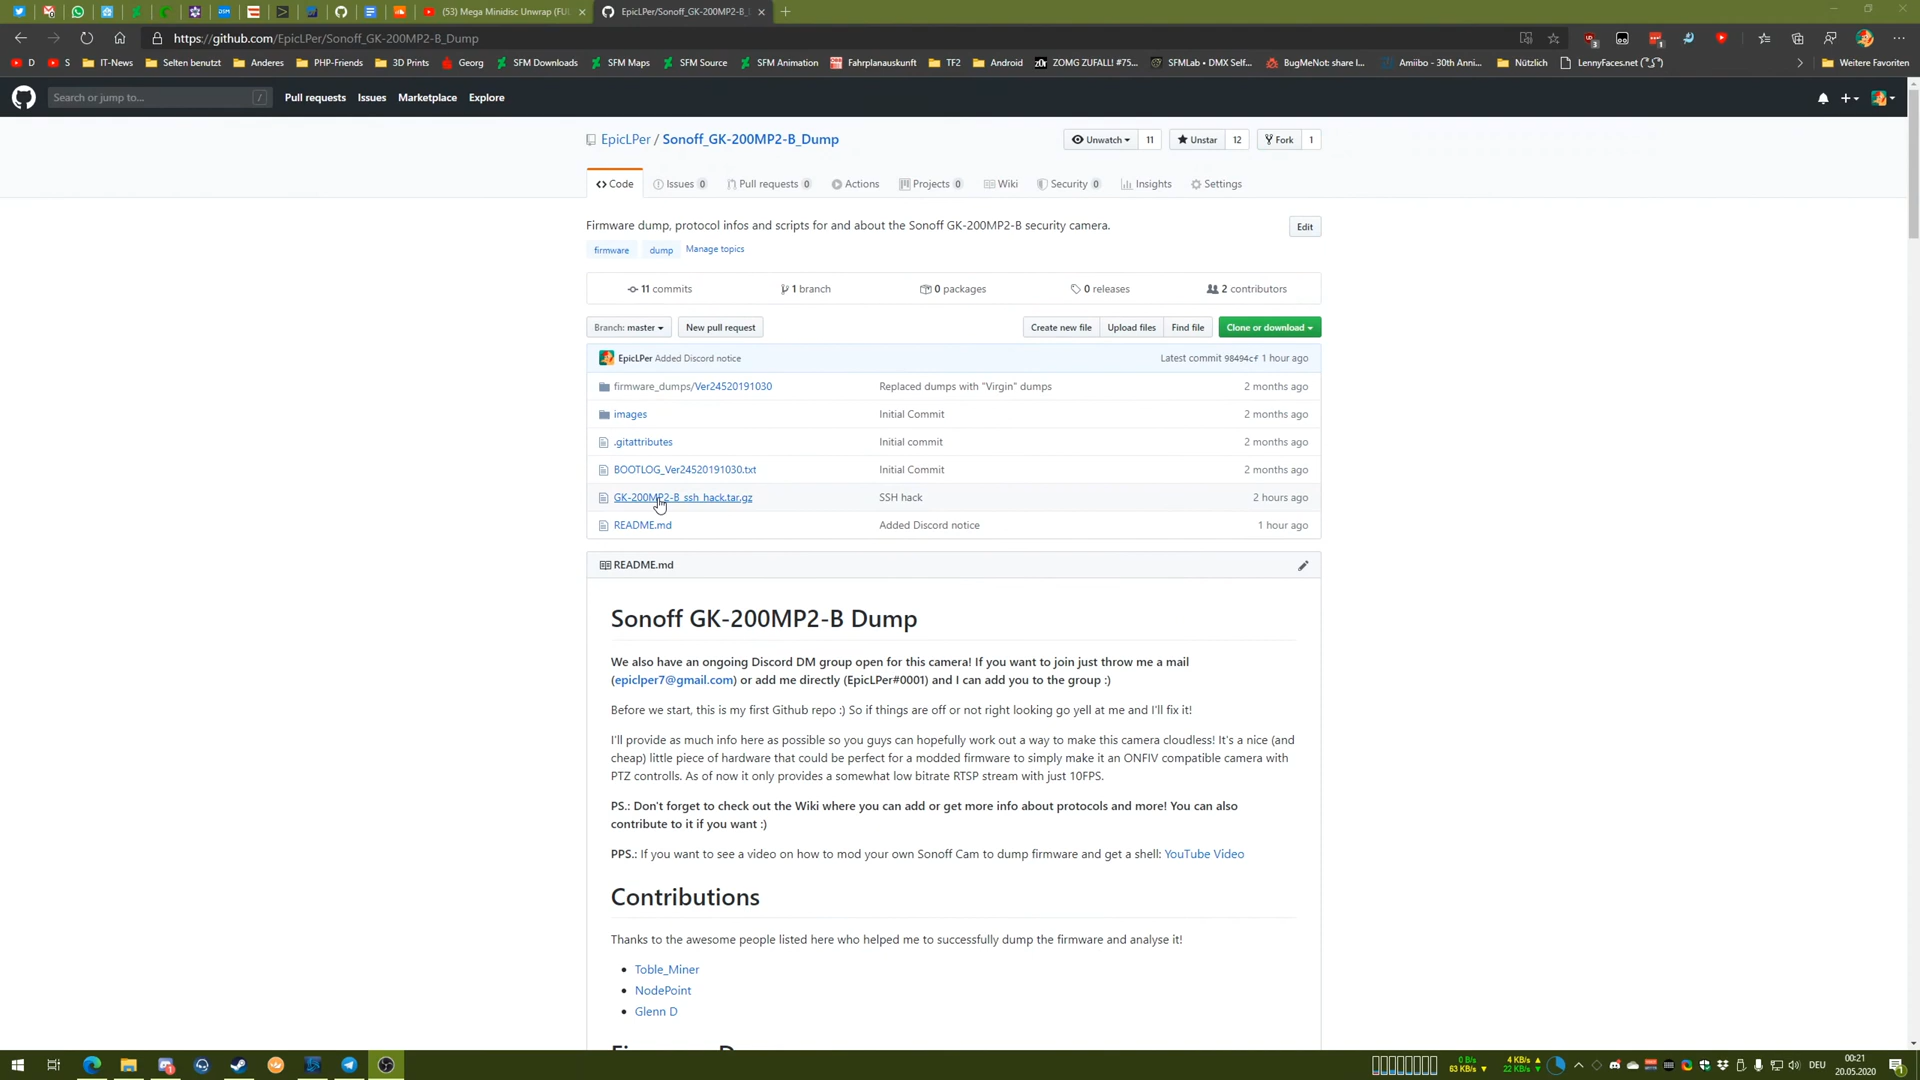 (53) Mega Minidisc Unwrap (FUL
EpicLPer/Sonoff_GK-200MP2-B_
https://github.com/EpicLPer/Sonoff_GK-200MP2-B_Dump
D
S
IT-News
Selten benutzt
Anderes
PHP-Friends
3D Prints
Georg
SFM Downloads
SFM Maps
SFM Source
SFM Animation
Fahrplanauskunft
TF2
Android
ZOMG ZUFALL! #75...
SFMLab • DMX Self...
BugMeNot: share l...
Amiibo - 30th Anni...
Nützlich
LennyFaces.net
Weitere Favoriten
Search or jump to...
/
Pull requests
Issues
Marketplace
Explore
EpicLPer / Sonoff_GK-200MP2-B_Dump
Unwatch 11
Unstar 12
Fork 1
Code
Issues 0
Pull requests 0
Actions
Projects 0
Wiki
Security 0
Insights
Settings
Firmware dump, protocol infos and scripts for and about the Sonoff GK-200MP2-B security camera.
Edit
firmware
dump
Manage topics
11 commits
1 branch
0 packages
0 releases
2 contributors
Branch: master
New pull request
Create new file
Upload files
Find file
Clone or download
EpicLPer Added Discord notice
Latest commit 98494cf 1 hour ago
firmware_dumps/Ver24520191030
Replaced dumps with "Virgin" dumps
2 months ago
images
Initial Commit
2 months ago
.gitattributes
Initial commit
2 months ago
BOOTLOG_Ver24520191030.txt
Initial Commit
2 months ago
GK-200MP2-B_ssh_hack.tar.gz
SSH hack
2 hours ago
README.md
Added Discord notice
1 hour ago
README.md
Sonoff GK-200MP2-B Dump
We also have an ongoing Discord DM group open for this camera! If you want to join just throw me a mail
(epiclper7@gmail.com) or add me directly (EpicLPer#0001) and I can add you to the group :)
Before we start, this is my first Github repo :) So if things are off or not right looking go yell at me and I'll fix it!
I'll provide as much info here as possible so you guys can hopefully work out a way to make this camera cloudless! It's a nice (and
cheap) little piece of hardware that could be perfect for a modded firmware to simply make it an ONFIV compatible camera with
PTZ controlls. As of now it only provides a somewhat low bitrate RTSP stream with just 10FPS.
PS.: Don't forget to check out the Wiki where you can add or get more info about protocols and more! You can also
contribute to it if you want :)
PPS.: If you want to see a video on how to mod your own Sonoff Cam to dump firmware and get a shell: YouTube Video
Contributions
Thanks to the awesome people listed here who helped me to successfully dump the firmware and analyse it!
Toble_Miner
NodePoint
Glenn D
0 B/s
63 KB/s
4 KB/s
22 KB/s
DEU
00:21
20.05.2020